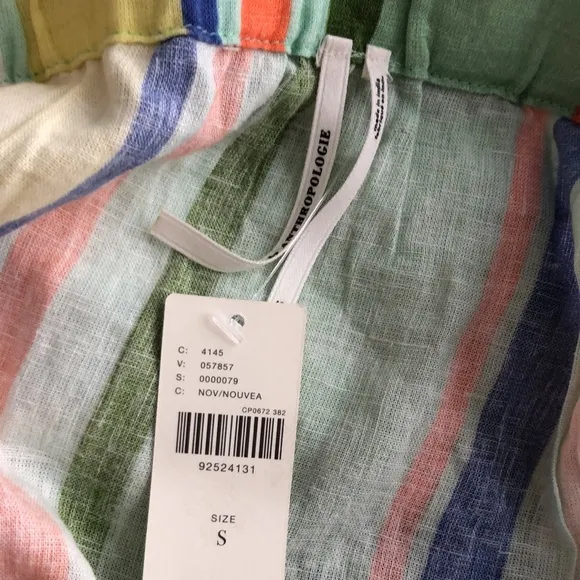 ANTHROPOLOGIE
C: 4145
V: 057857
S: 0000079
C: NOV/NOUVEA
CP0672 382
92524131
SIZE
S